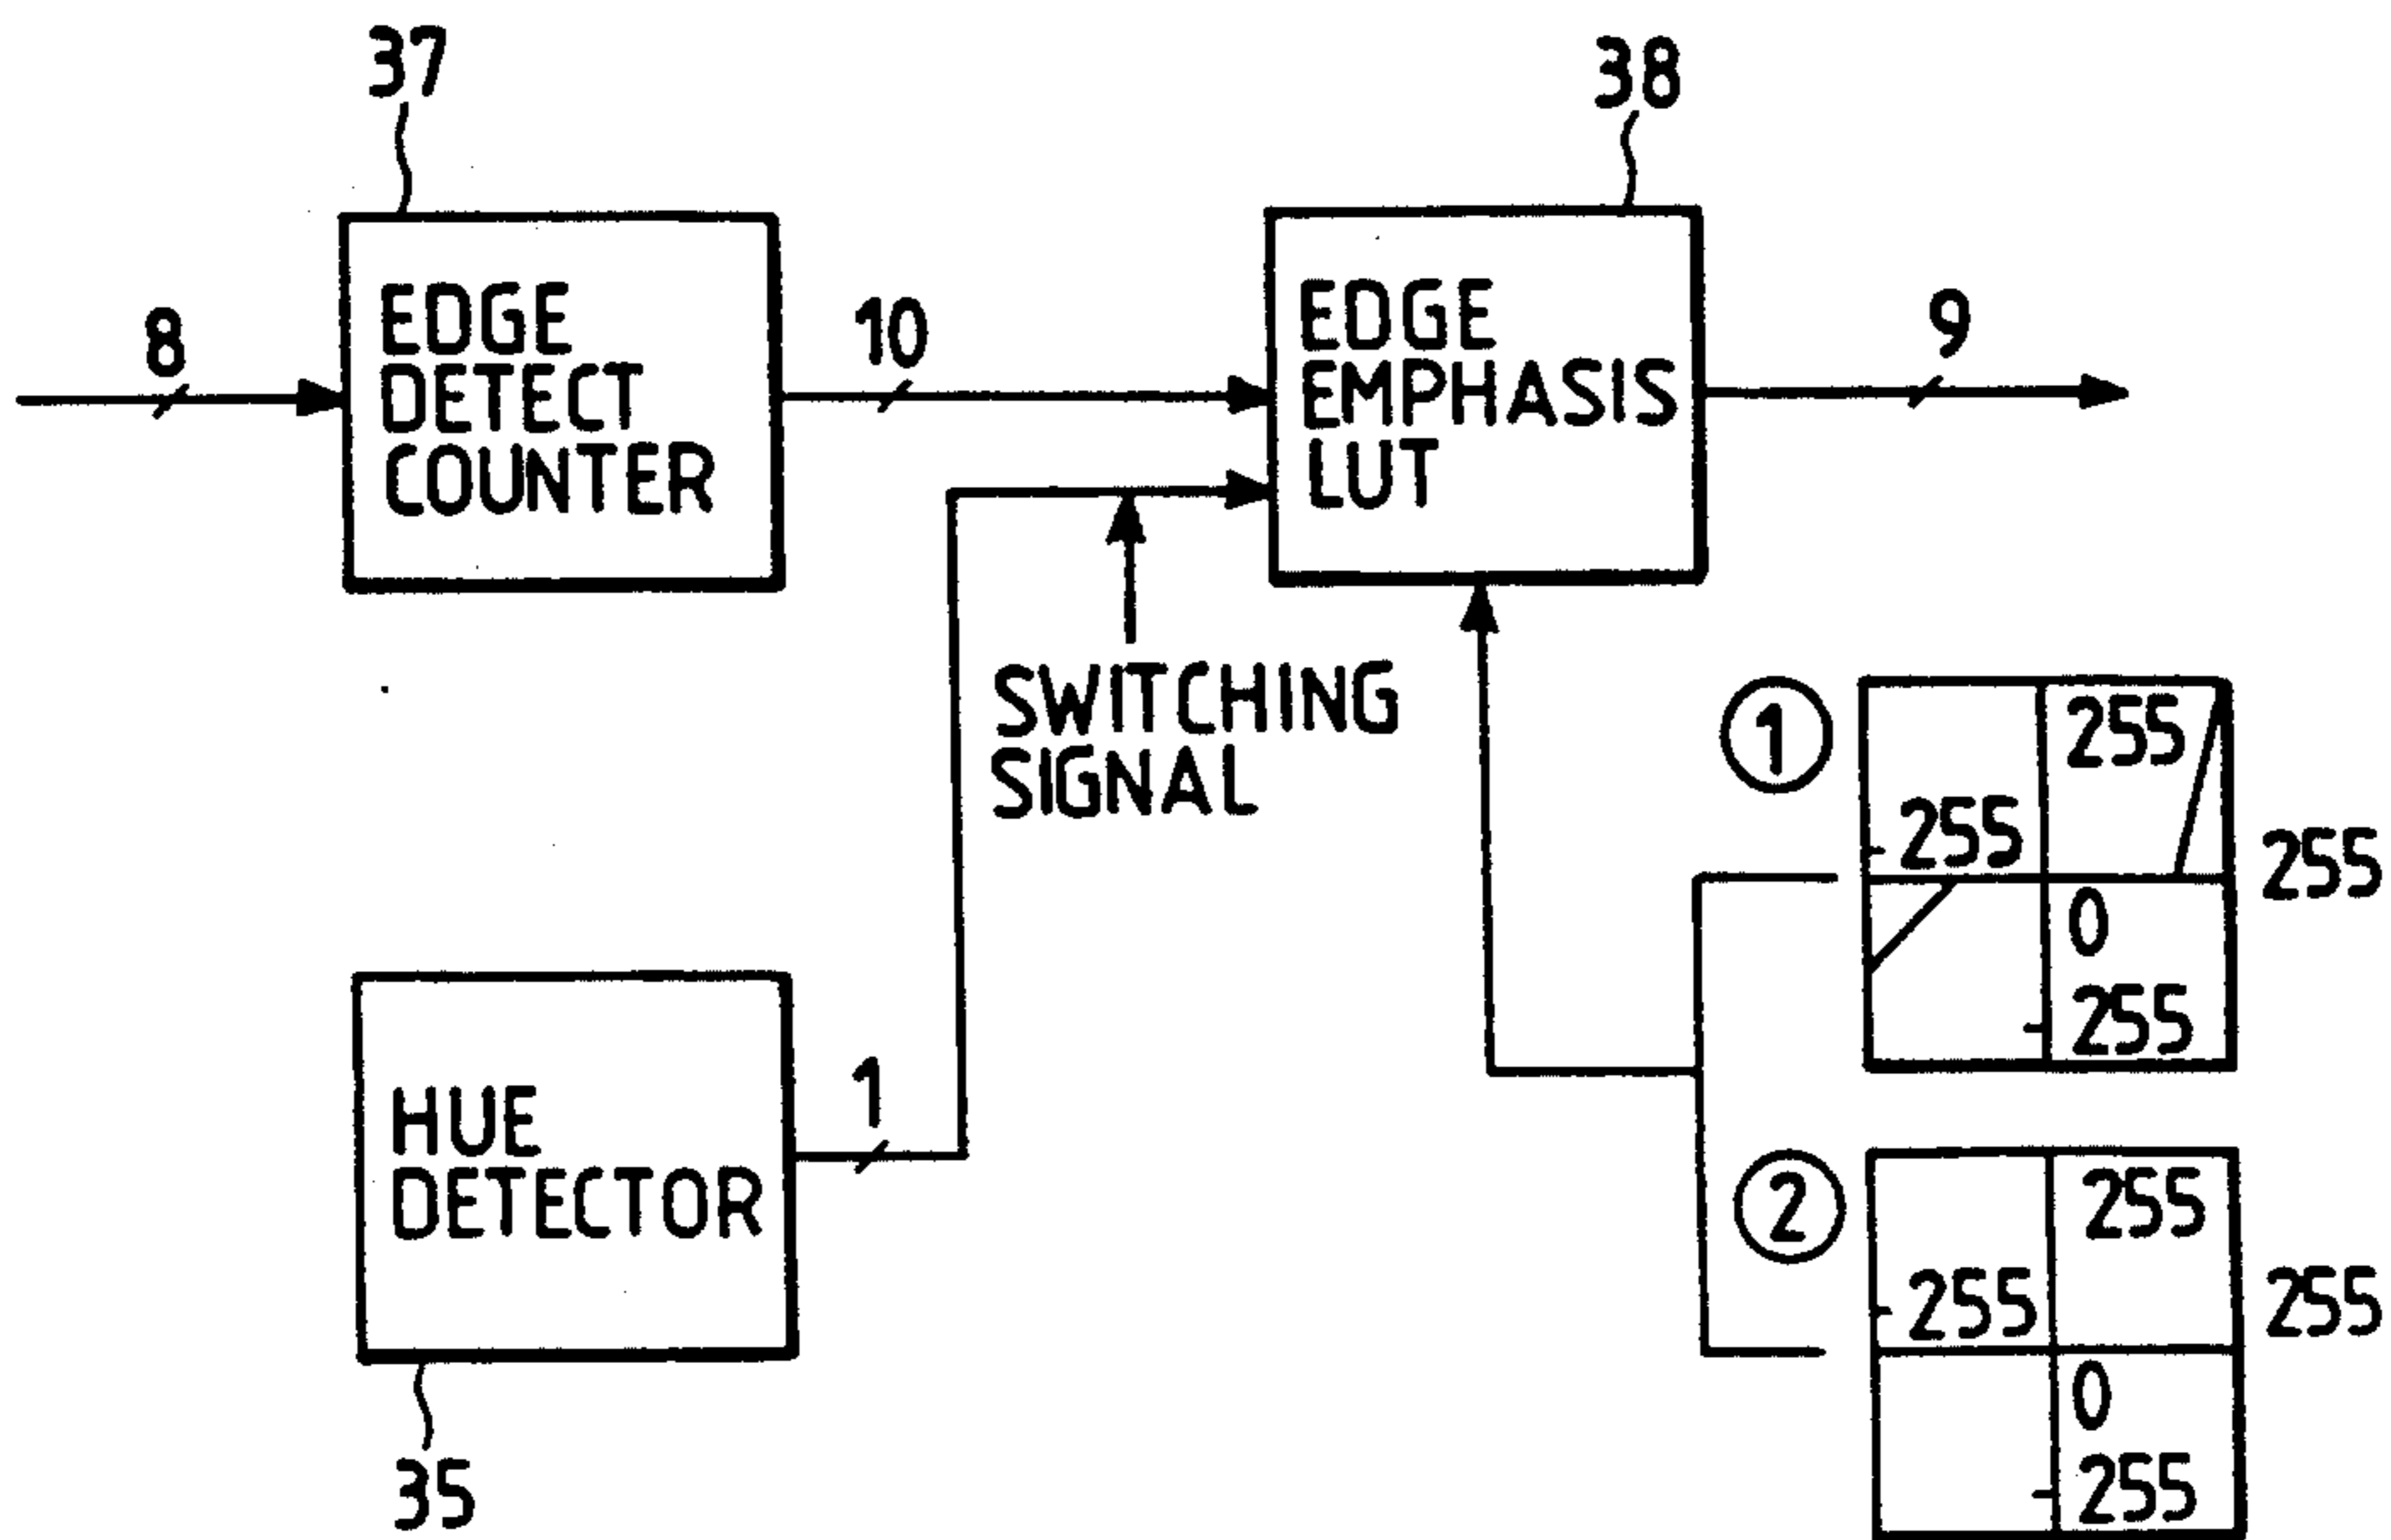 37
38
8
EDGE
DETECT
COUNTER
10
EDGE
EMPHASIS
LUT
9
SWITCHING
SIGNAL
1
255
255
255
0
255
HUE
DETECTOR
1
35
2
255
255
255
0
255